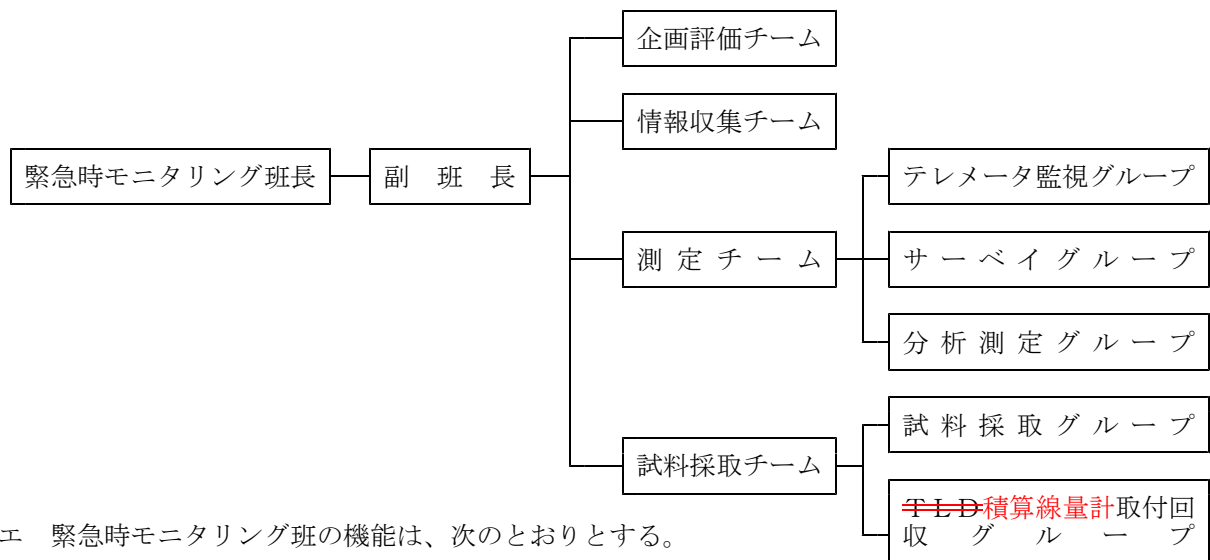 企画評価チーム
情報収集チーム
緊急時モニタリング班長
副班長
テレメータ監視グループ
測定チーム
サーベイグループ
分析測定グループ
試料採取グループ
試料採取チーム
TLD積算線量計取付回
収グループ
エ 緊急時モニタリング班の機能は、次のとおりとする。